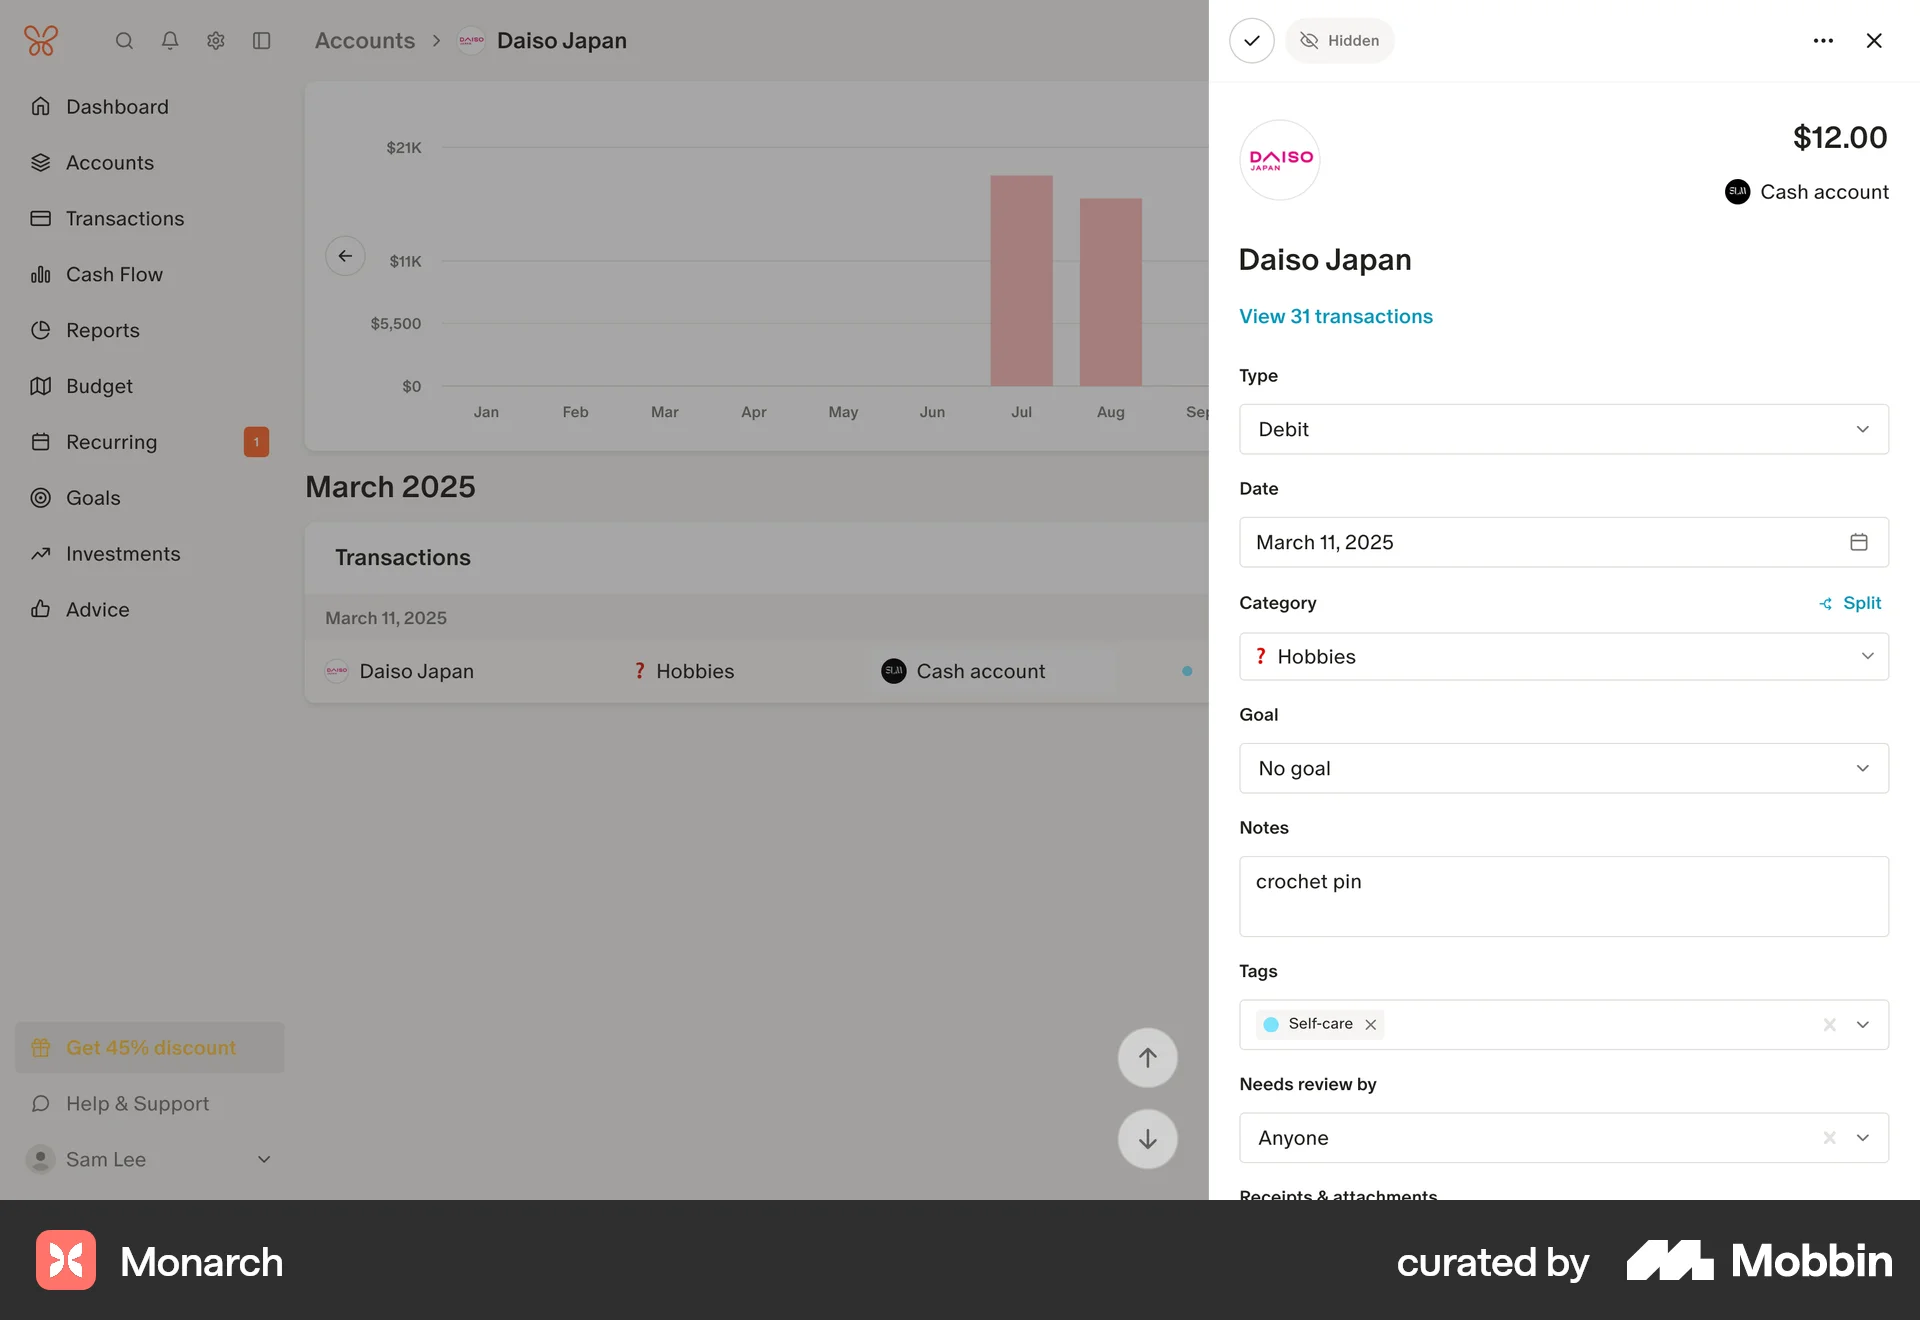 Accounts > Daiso Japan
Dashboard
Accounts
Transactions
Cash Flow
Reports
Budget
Recurring 1
Goals
Investments
Advice
Get 45% discount
Help & Support
Sam Lee
$21K
$11K
$5,500
$0
Jan Feb Mar Apr May Jun Jul Aug Sep
March 2025
Transactions
March 11, 2025
DAISO Daiso Japan ❓ Hobbies SLM Cash account
Hidden
DAISO
JAPAN
$12.00
SLM Cash account
Daiso Japan
View 31 transactions
Type
Debit
Date
March 11, 2025
Category Split
❓ Hobbies
Goal
No goal
Notes
crochet pin
Tags
Self-care
Needs review by
Anyone
Receipts & attachments
Monarch
curated by Mobbin